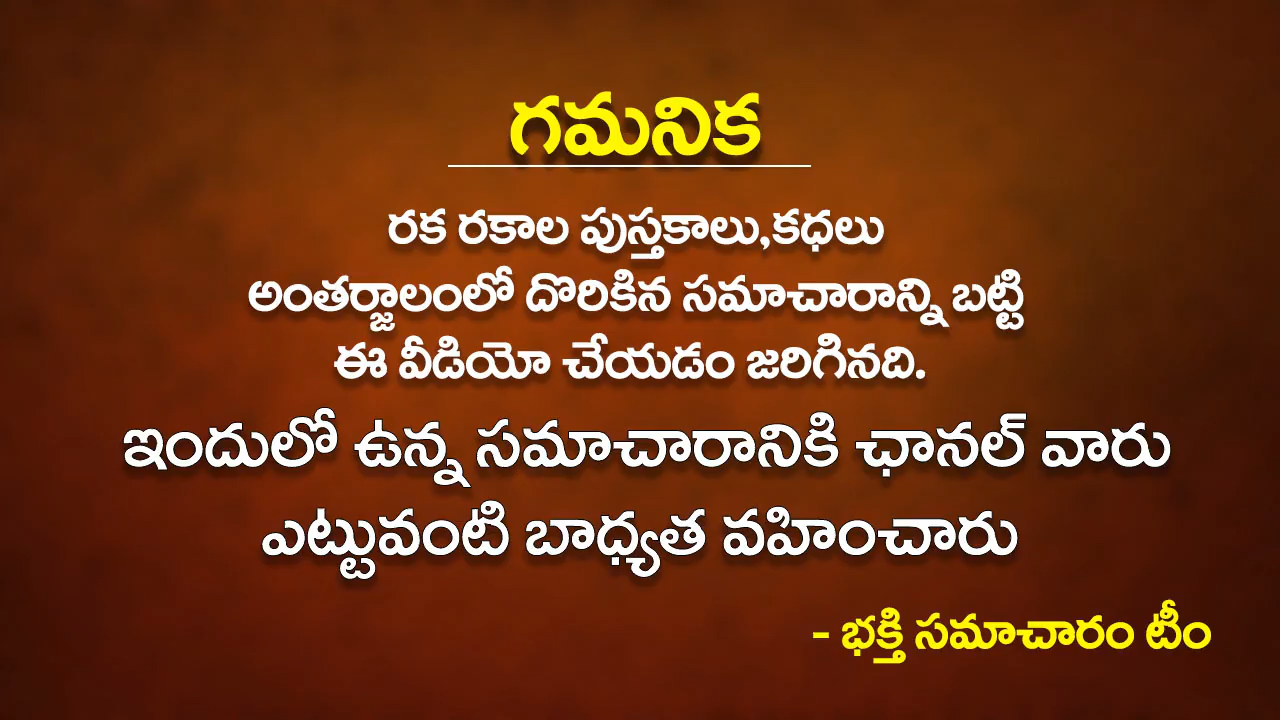 గమనిక
రక రకాల పుస్తకాలు,కధలు
అంతర్జాలంలో దొరికిన సమాచారాన్ని బట్టి
ఈ వీడియో చేయడం జరిగినది.
ఇందులో ఉన్న సమాచారానికి ఛానల్ వారు
ఎట్టువంటి బాధ్యత వహించారు
- భక్తి సమాచారం టీం